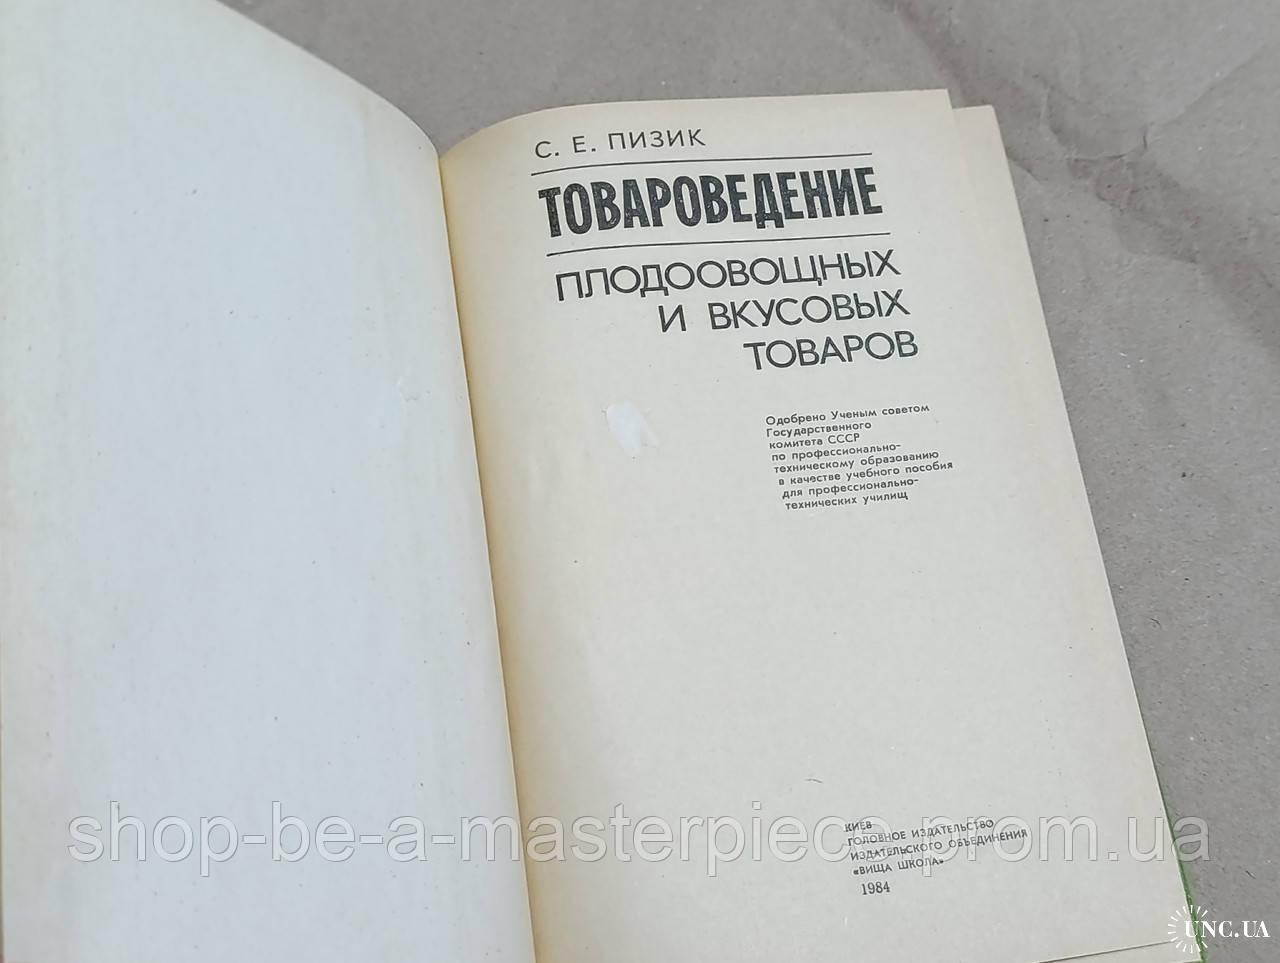 С. Е. ПИЗИК
ТОВАРОВЕДЕНИЕ
ПЛОДООВОЩНЫХ
И ВКУСОВЫХ
ТОВАРОВ
Одобрено Ученым советом
Государственного
комитета СССР
по профессионально-
техническому образованию
в качестве учебного пособия
для профессионально-
технических училищ
КИЕВ
ГОЛОВНОЕ ИЗДАТЕЛЬСТВО
ИЗДАТЕЛЬСКОГО ОБЪЕДИНЕНИЯ
«ВИЩА ШКОЛА»
1984
shop-be-a-masterpiece.prom.ua
UNC.UA